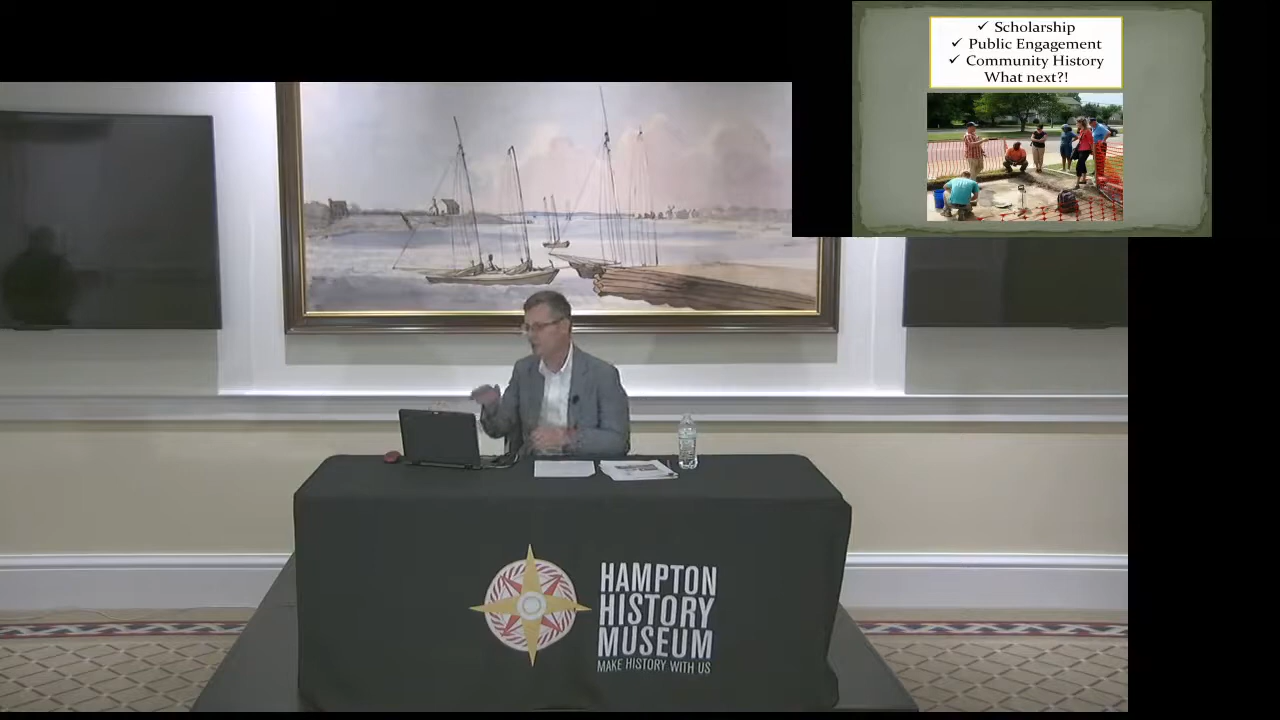 ✓ Scholarship
✓ Public Engagement
✓ Community History
What next?!
HAMPTON
HISTORY
MUSEUM
MAKE HISTORY WITH US